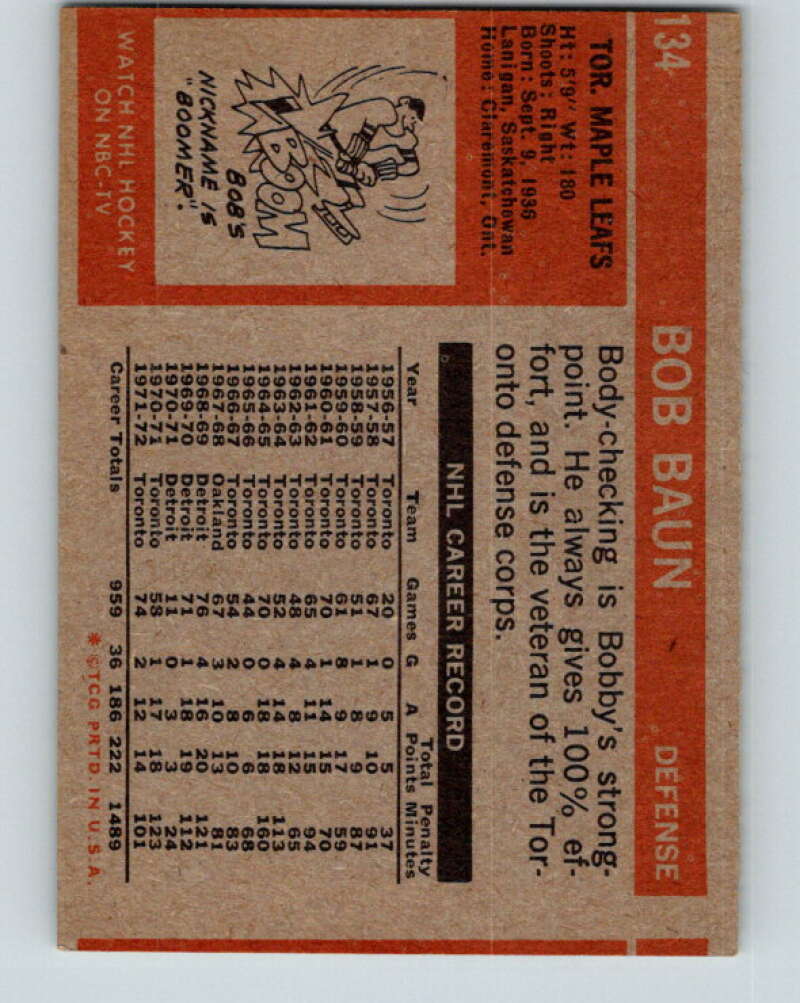 134 BOB BAUN DEFENSE
TOR. MAPLE LEAFS
Ht: 5'9" Wt: 180
Shoots: Right
Born: Sept. 9, 1936
Lanigan, Saskatchewan
Home: Claremont, Ont.
BOOM
BOB'S
NICKNAME IS
"BOOMER".
WATCH NHL HOCKEY
ON NBC-TV
Body-checking is Bobby's strong-
point. He always gives 100% ef-
fort, and is the veteran of the Tor-
onto defense corps.
NHL CAREER RECORD
Total Penalty
Year Team Games G A Points Minutes
1956-57 Toronto 20 0 5 5 37
1957-58 Toronto 67 1 9 10 91
1958-59 Toronto 51 1 8 9 87
1959-60 Toronto 61 8 9 17 59
1960-61 Toronto 70 1 14 15 70
1961-62 Toronto 65 4 11 15 94
1962-63 Toronto 48 4 8 12 65
1963-64 Toronto 52 4 14 18 113
1964-65 Toronto 70 0 18 18 160
1965-66 Toronto 44 0 6 6 68
1966-67 Toronto 54 2 8 10 83
1967-68 Oakland 67 3 10 13 81
1968-69 Detroit 76 4 16 20 121
1969-70 Detroit 71 1 18 19 112
1970-71 Detroit 11 0 3 3 24
1970-71 Toronto 58 1 17 18 123
1971-72 Toronto 74 2 12 14 101
Career Totals 959 36 186 222 1489
* © T.C.G. PRTD. IN U.S.A.